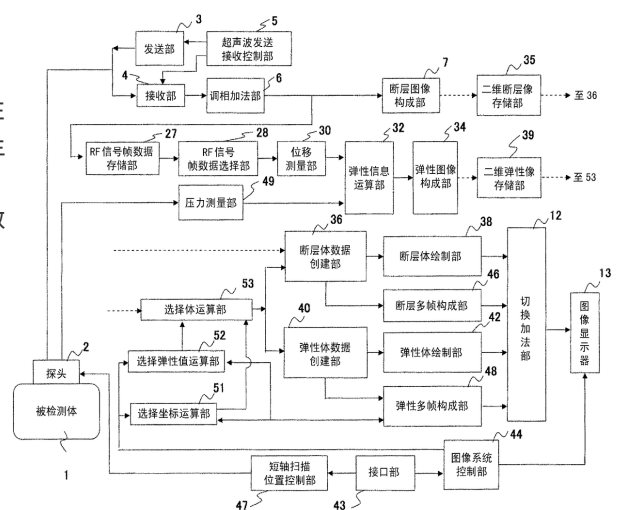 3
发送部
5
超声波发送
接收控制部
4
接收部
6
调相加法部
7
断层图像
构成部
35
二维断层像
存储部
至 36
27
RF信号帧数据
存储部
28
RF信号
帧数据选择部
30
位移
测量部
32
弹性信息
运算部
34
弹性图像
构成部
39
二维弹性像
存储部
至 53
49
压力测量部
36
断层体数据
创建部
38
断层体绘制部
12
切换加法部
46
断层多帧构成部
13
图像显示器
53
选择体运算部
40
弹性体数据
创建部
42
弹性体绘制部
52
选择弹性值运算部
48
弹性多帧构成部
51
选择坐标运算部
2
探头
被检测体
1
44
图像系统
控制部
短轴扫描
位置控制部
47
接口部
43